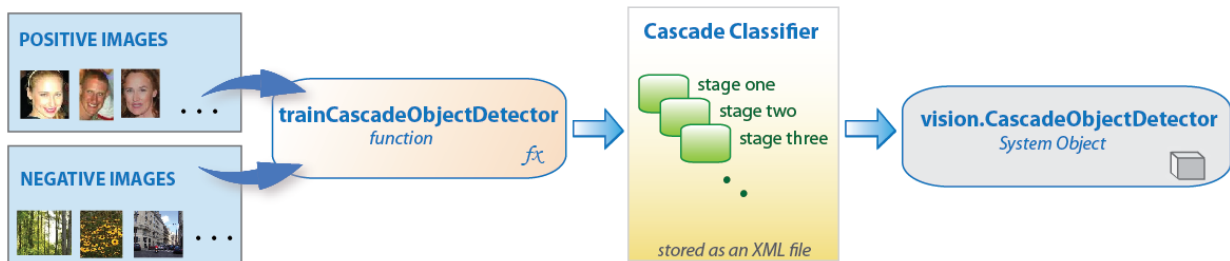 POSITIVE IMAGES
...
NEGATIVE IMAGES
...
trainCascadeObjectDetector
function
fx
Cascade Classifier
stage one
stage two
stage three
stored as an XML file
vision.CascadeObjectDetector
System Object